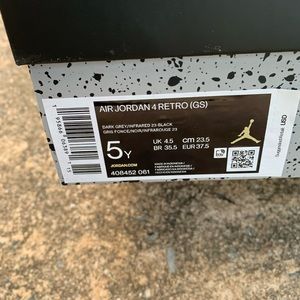 AIR JORDAN 4 RETRO (GS)
DARK GREY/INFRARED 23-BLACK
GRIS FONCE/NOIR/INFRAROUGE 23
5Y
UK 4.5
cm 23.5
BR 35.5
EUR 37.5
JORDAN.COM
408452 061
USD